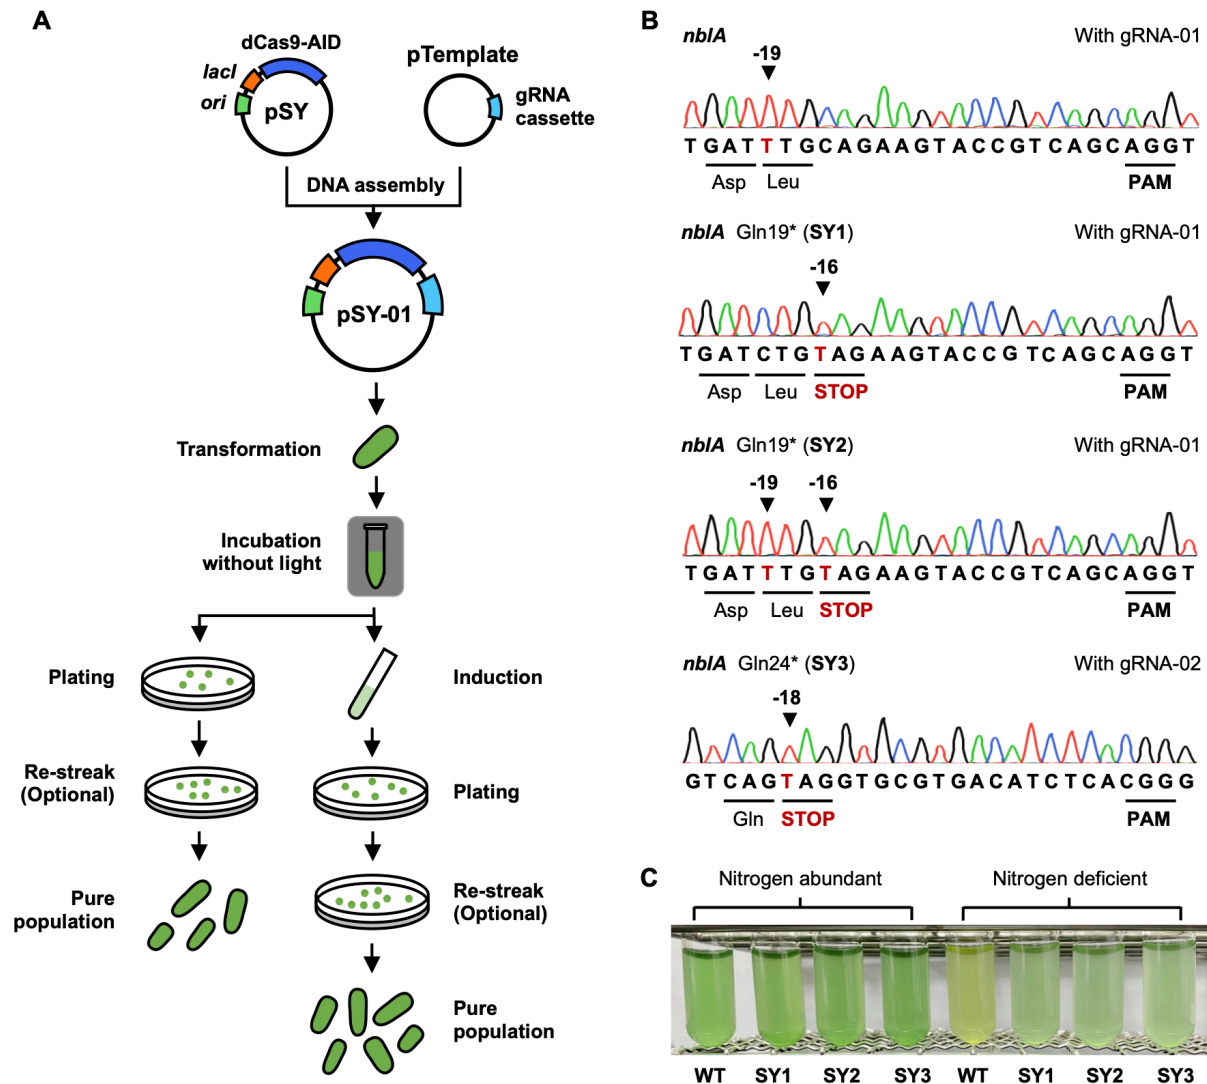 A
dCas9-AID
lacI
ori
pSY
pTemplate
gRNA
cassette
DNA assembly
pSY-01
Transformation
Incubation
without light
Plating
Induction
Re-streak
(Optional)
Plating
Pure
population
Re-streak
(Optional)
Pure
population
B
nblA With gRNA-01
-19
TGATTTGCAGAAGTACCGTCAGCAGGT
Asp Leu PAM
nblA Gln19* (SY1) With gRNA-01
-16
TGATCTGTAGAAGTACCGTCAGCAGGT
Asp Leu STOP PAM
nblA Gln19* (SY2) With gRNA-01
-19 -16
TGATTTGTAGAAGTACCGTCAGCAGGT
Asp Leu STOP PAM
nblA Gln24* (SY3) With gRNA-02
-18
GTCAGTAGGTGCGTGACATCTCACGGG
Gln STOP PAM
C
Nitrogen abundant Nitrogen deficient
WT SY1 SY2 SY3 WT SY1 SY2 SY3